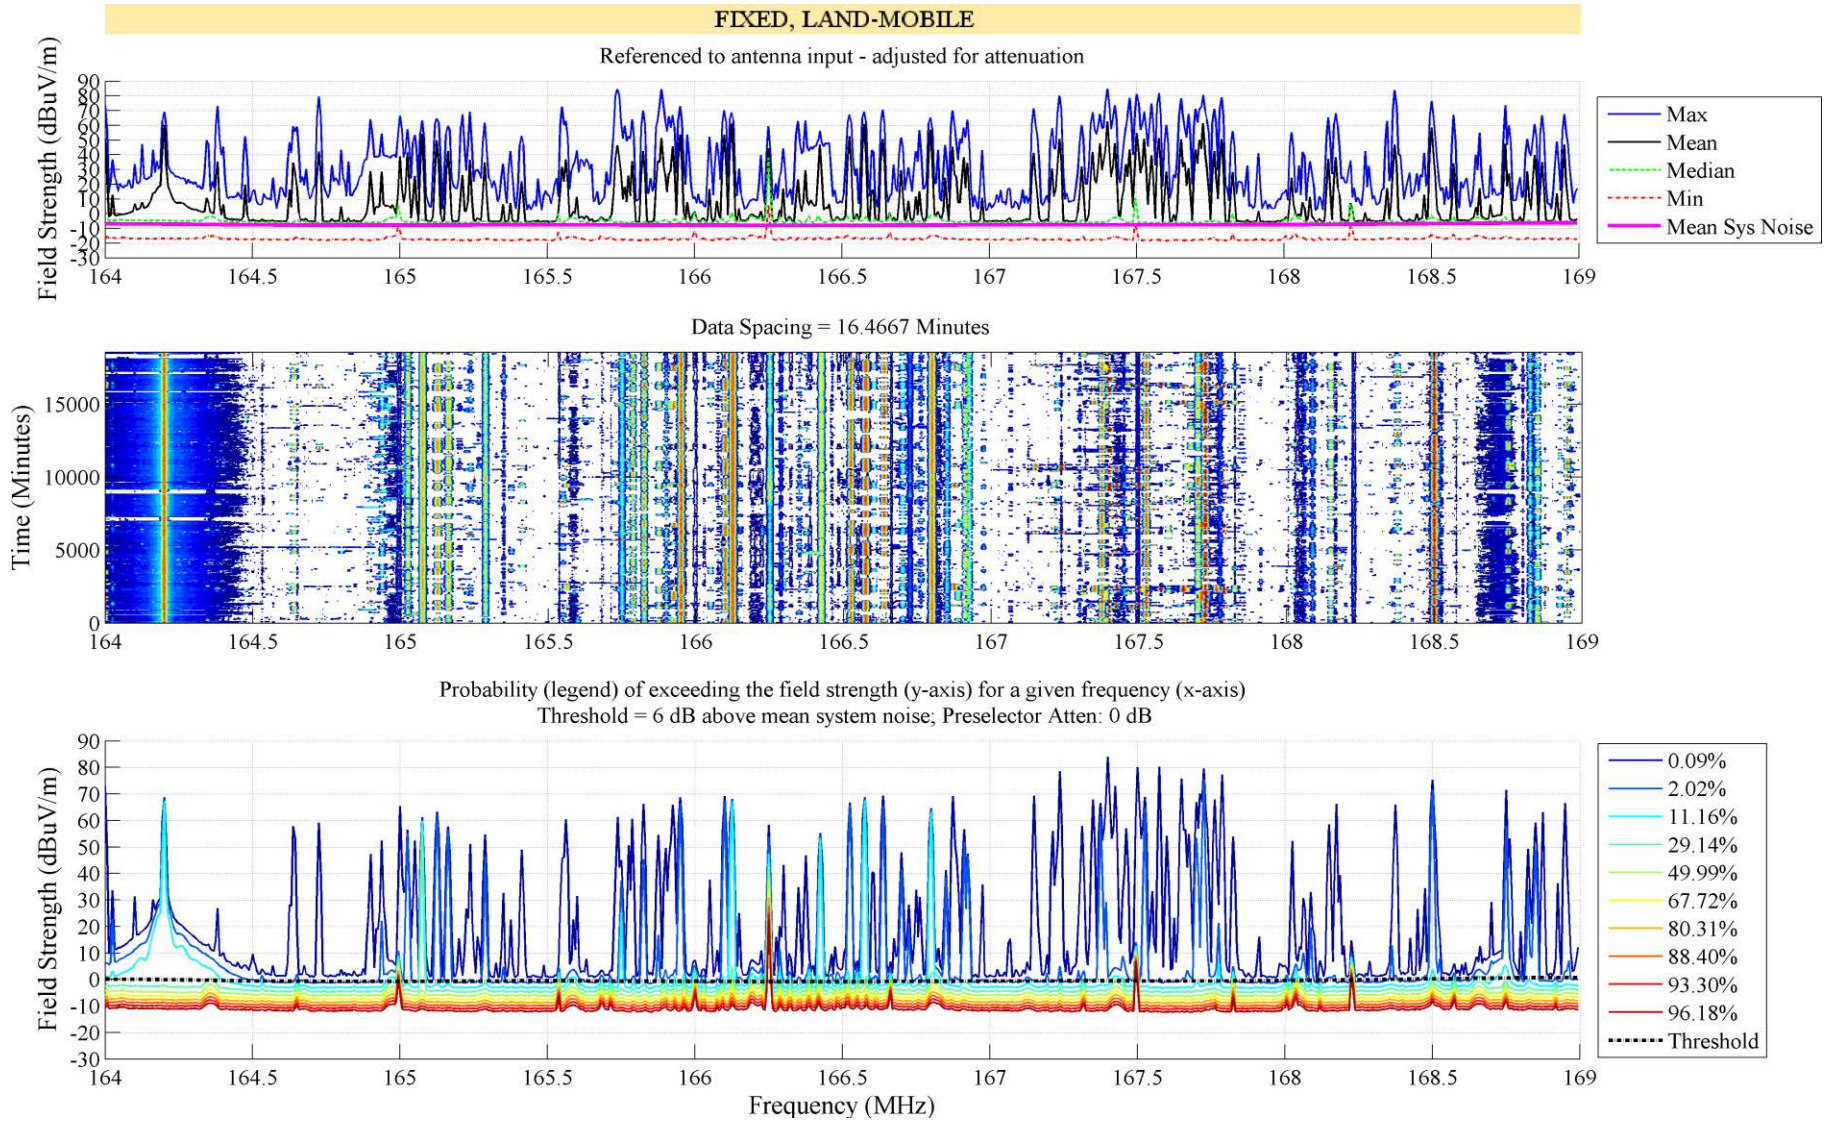 FIXED, LAND-MOBILE
Referenced to antenna input - adjusted for attenuation
Field Strength (dBuV/m)
90
80
70
60
50
40
30
20
10
0
-10
-20
-30
164 164.5 165 165.5 166 166.5 167 167.5 168 168.5 169
Max
Mean
Median
Min
Mean Sys Noise
Data Spacing = 16.4667 Minutes
Time (Minutes)
15000
10000
5000
0
164 164.5 165 165.5 166 166.5 167 167.5 168 168.5 169
Probability (legend) of exceeding the field strength (y-axis) for a given frequency (x-axis)
Threshold = 6 dB above mean system noise; Preselector Atten: 0 dB
Field Strength (dBuV/m)
90
80
70
60
50
40
30
20
10
0
-10
-20
-30
164 164.5 165 165.5 166 166.5 167 167.5 168 168.5 169
Frequency (MHz)
0.09%
2.02%
11.16%
29.14%
49.99%
67.72%
80.31%
88.40%
93.30%
96.18%
Threshold